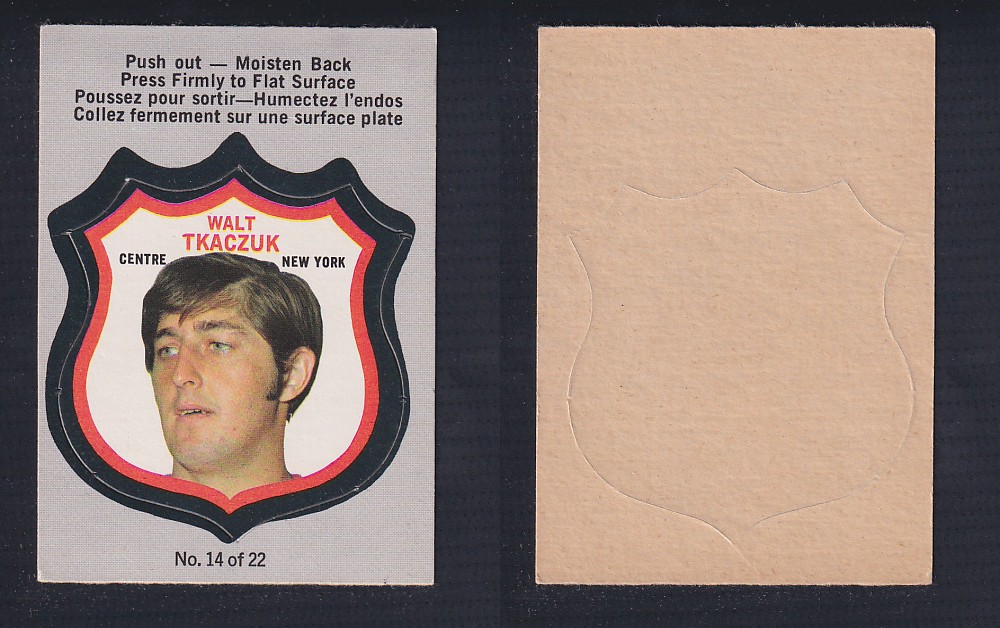 Push out — Moisten Back
Press Firmly to Flat Surface
Poussez pour sortir—Humectez l'endos
Collez fermement sur une surface plate
WALT
TKACZUK
CENTRE
NEW YORK
No. 14 of 22